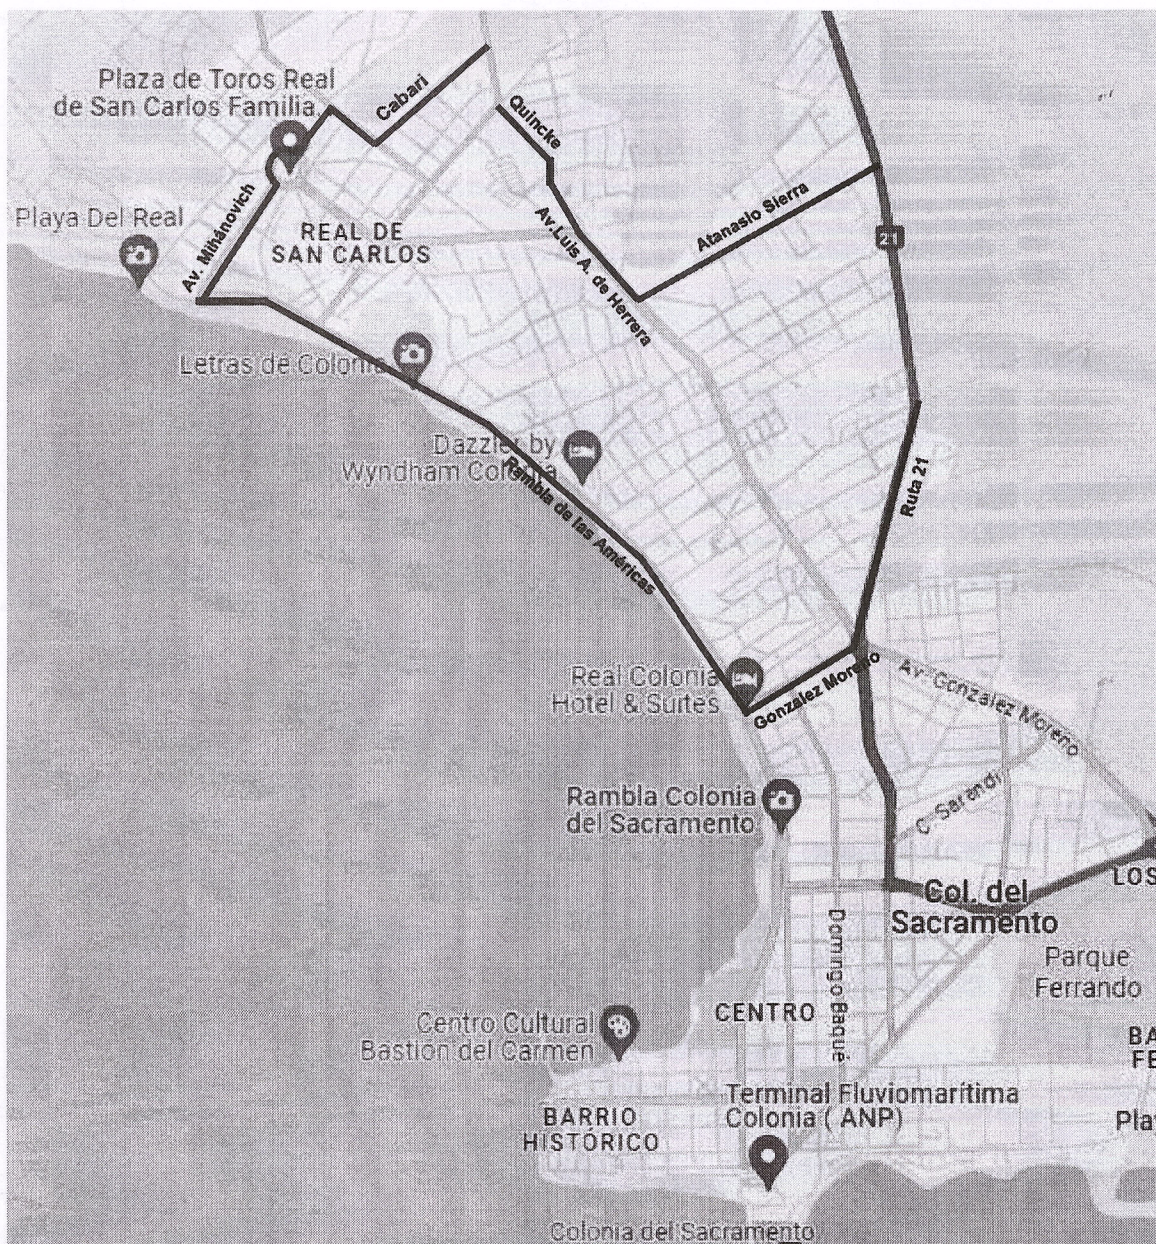 Plaza de Toros Real
de San Carlos Familia.
Cabari
Quincke
Playa Del Real
Av. Mihánovich
REAL DE
SAN CARLOS
Av.Luis A. de Herrera
Atanasio Sierra
21
Letras de Colonia
Dazzler by
Wyndham Colonia
Rambla de las Américas
Ruta 21
Real Colonia
Hotel & Suites
Gonzalez Moreno
Av. Gonzalez Moreno
Rambla Colonia
del Sacramento
C. Sarandí
LOS
Col. del
Sacramento
Domingo Baqué
Parque
Ferrando
CENTRO
Centro Cultural
Bastión del Carmen
BA
FE
Terminal Fluviomarítima
Colonia ( ANP)
BARRIO
HISTÓRICO
Play
Colonia del Sacramento